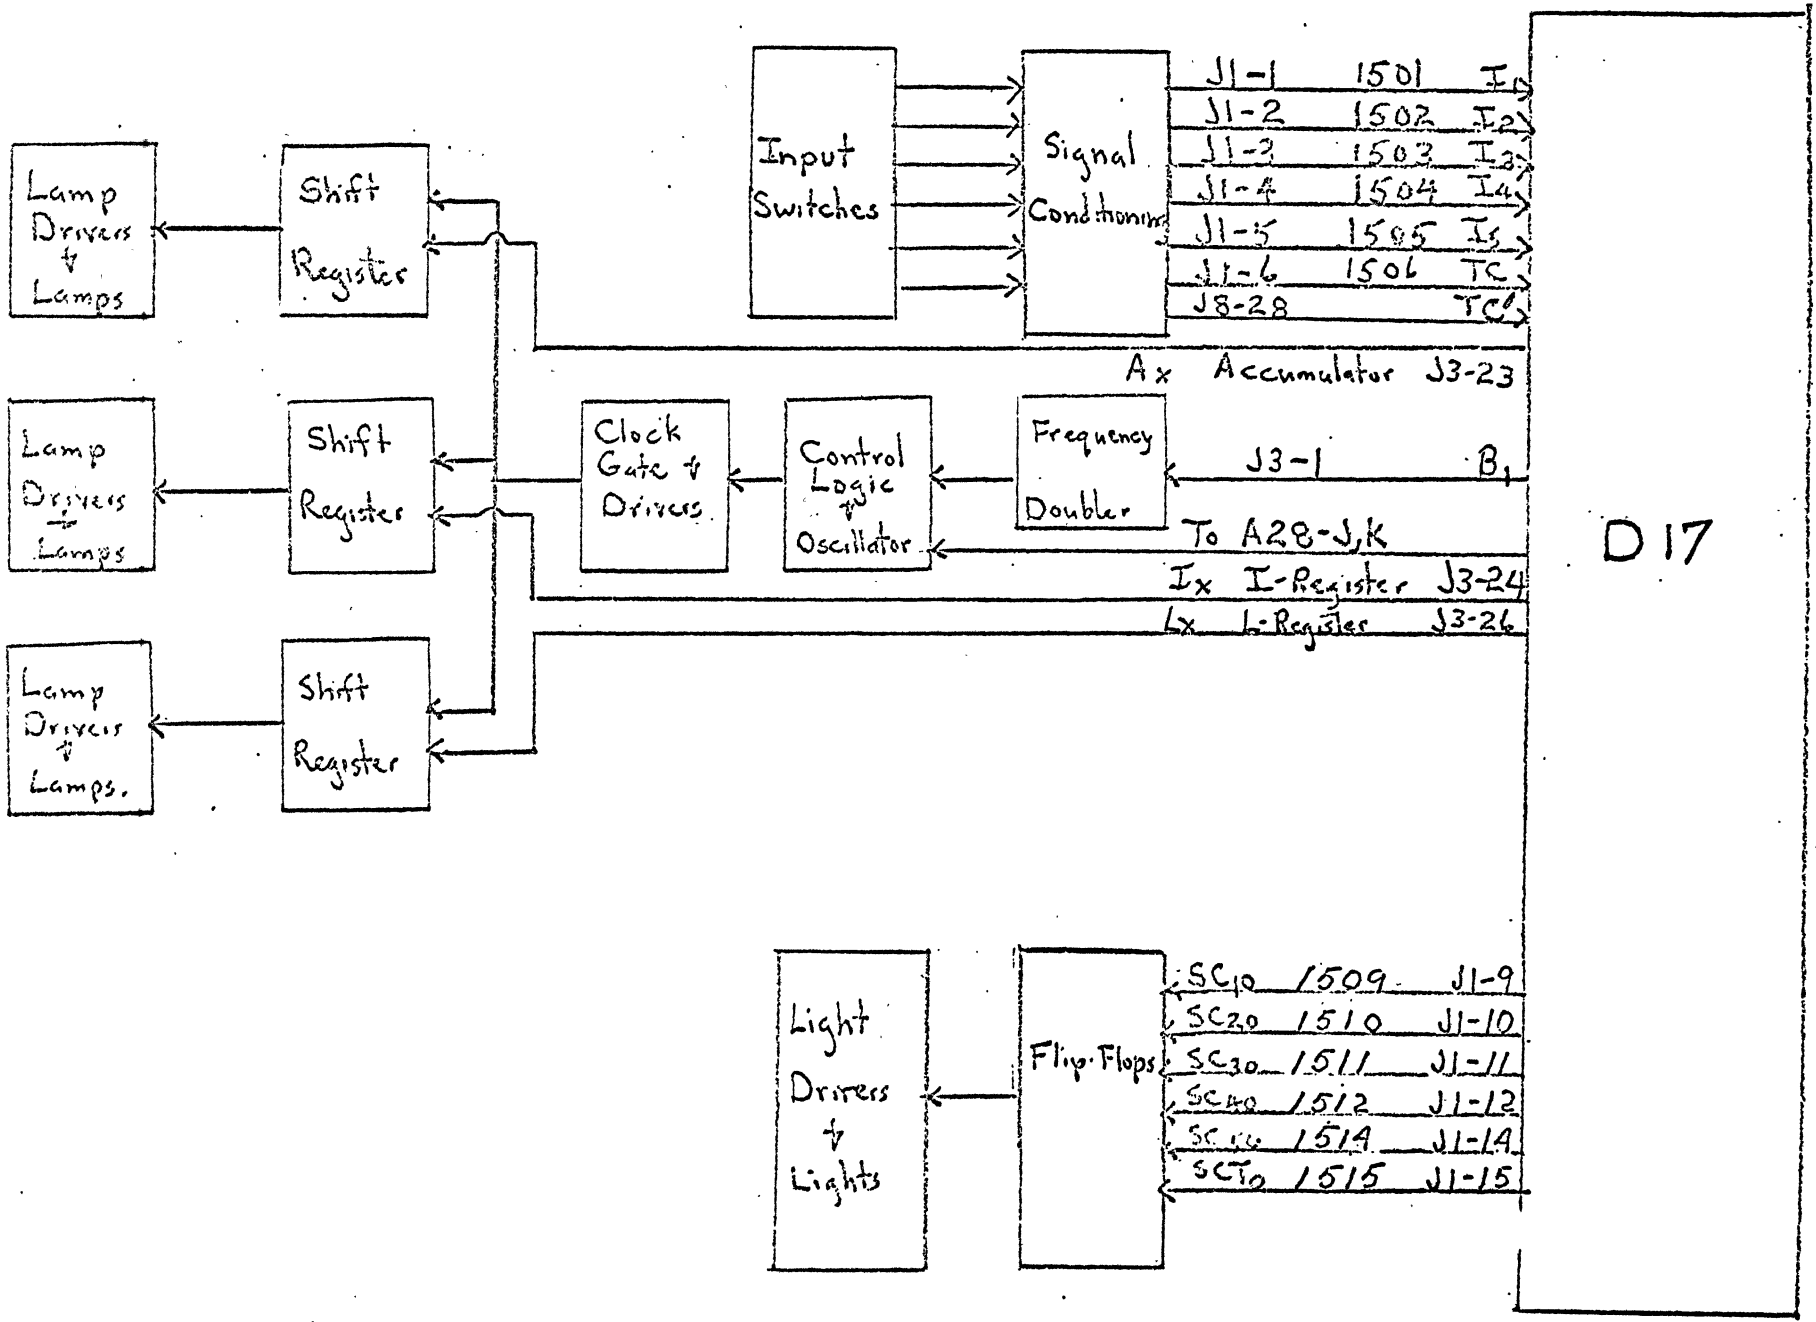 Input
Switches
Signal
Conditioning
J1-1 1501 I1
J1-2 1502 I2
J1-3 1503 I3
J1-4 1504 I4
J1-5 1505 I5
J1-6 1506 TC
J8-28 TC'
Lamp
Drivers
+
Lamps
Shift
Register
Ax Accumulator J3-23
Lamp
Drivers
+
Lamps
Shift
Register
Clock
Gate +
Drivers
Control
Logic
+
Oscillator
Frequency
Doubler
J3-1 B1
To A28-J,K
Ix I-Register J3-24
Lx L-Register J3-26
D17
Lamp
Drivers
+
Lamps.
Shift
Register
Light
Drivers
+
Lights
Flip-Flops
SC10 1509 J1-9
SC20 1510 J1-10
SC30 1511 J1-11
SC40 1512 J1-12
1514 J1-14
SCT0 1515 J1-15